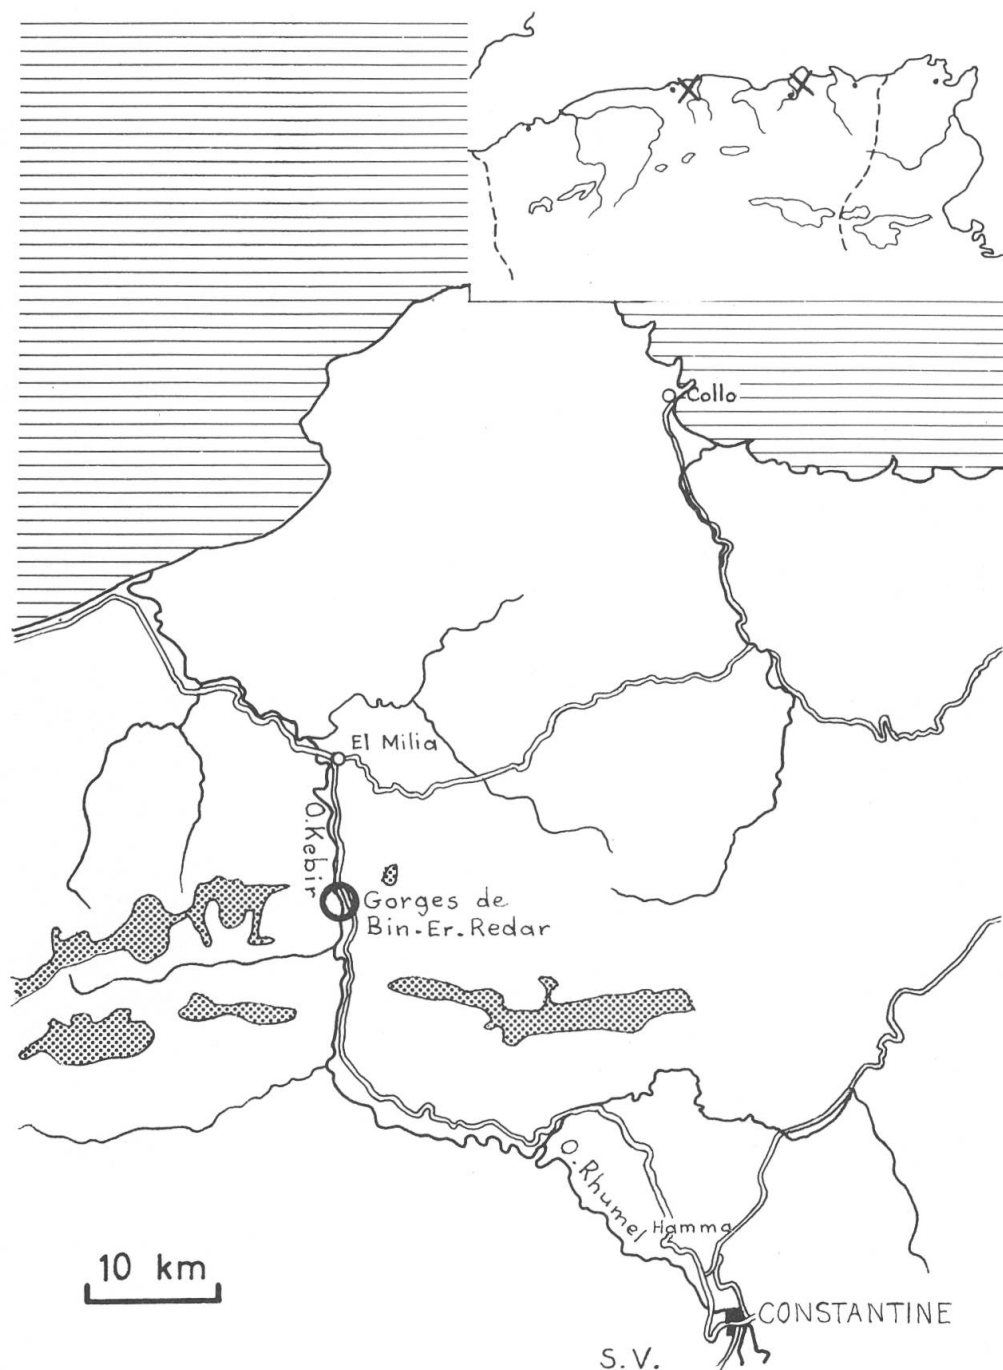 Collo
El Milia
O. Kebir
Gorges de
Bin-Er-Redar
O. Rhumel
Hamma
10 km
CONSTANTINE
S.V.